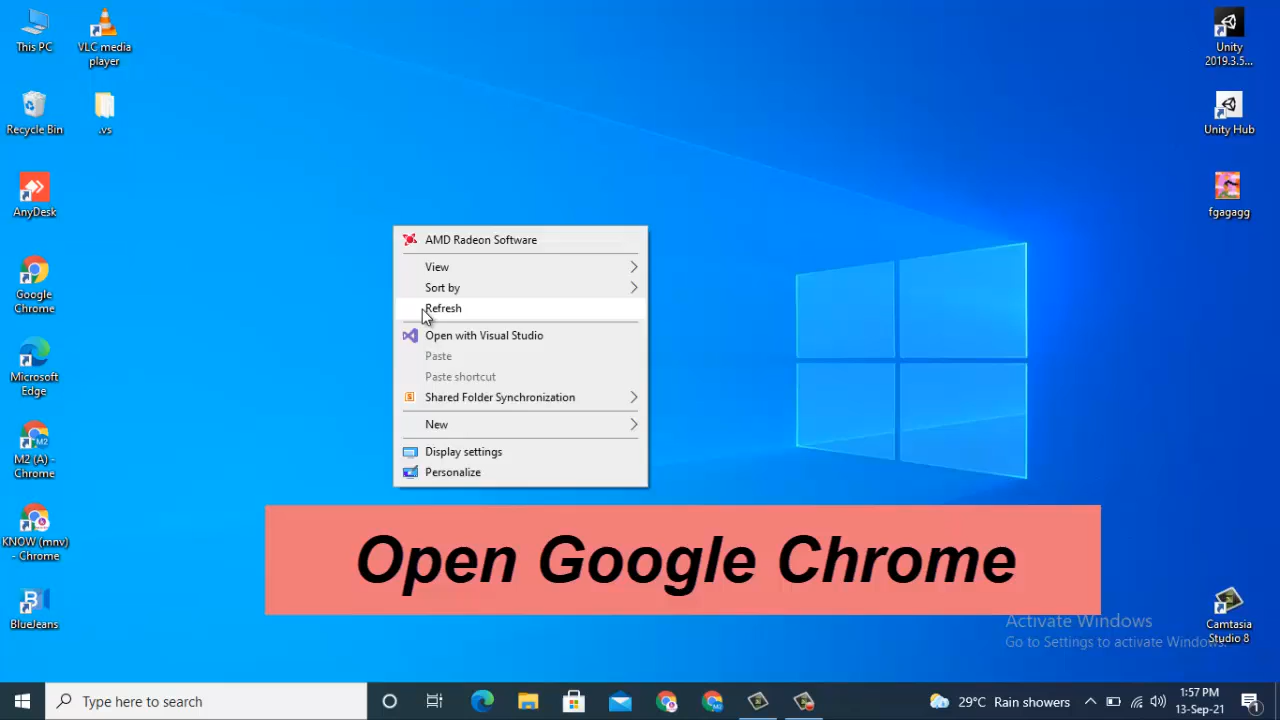 This PC
VLC media
player
Recycle Bin
.vs
AnyDesk
Google
Chrome
Microsoft
Edge
M2 (A) -
Chrome
KNOW (mnv)
- Chrome
BlueJeans
AMD Radeon Software
View
Sort by
Refresh
Open with Visual Studio
Paste
Paste shortcut
Shared Folder Synchronization
New
Display settings
Personalize
Open Google Chrome
Unity
2019.3.5...
Unity Hub
fgagagg
Camtasia
Studio 8
Activate Windows
Go to Settings to activate Windows.
Type here to search
29°C Rain showers
1:57 PM
13-Sep-21
1